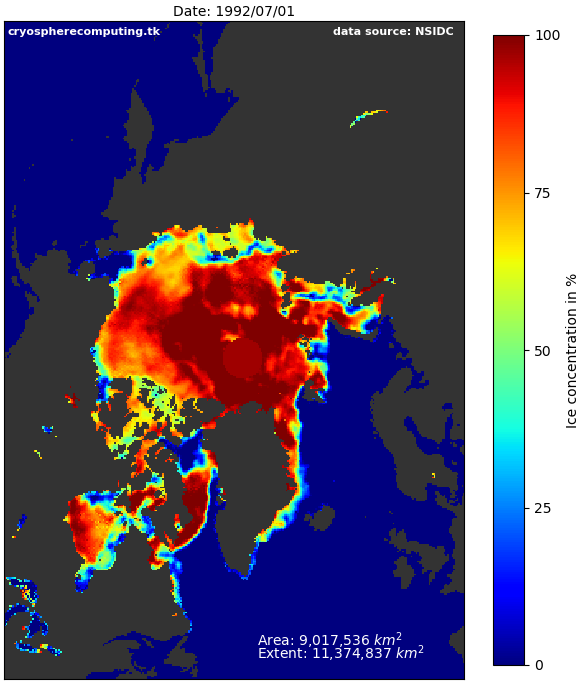 Date: 1992/07/01
cryospherecomputing.tk
data source: NSIDC
100
75
50
25
0
Ice concentration in %
Area: 9,017,536 km²
Extent: 11,374,837 km²